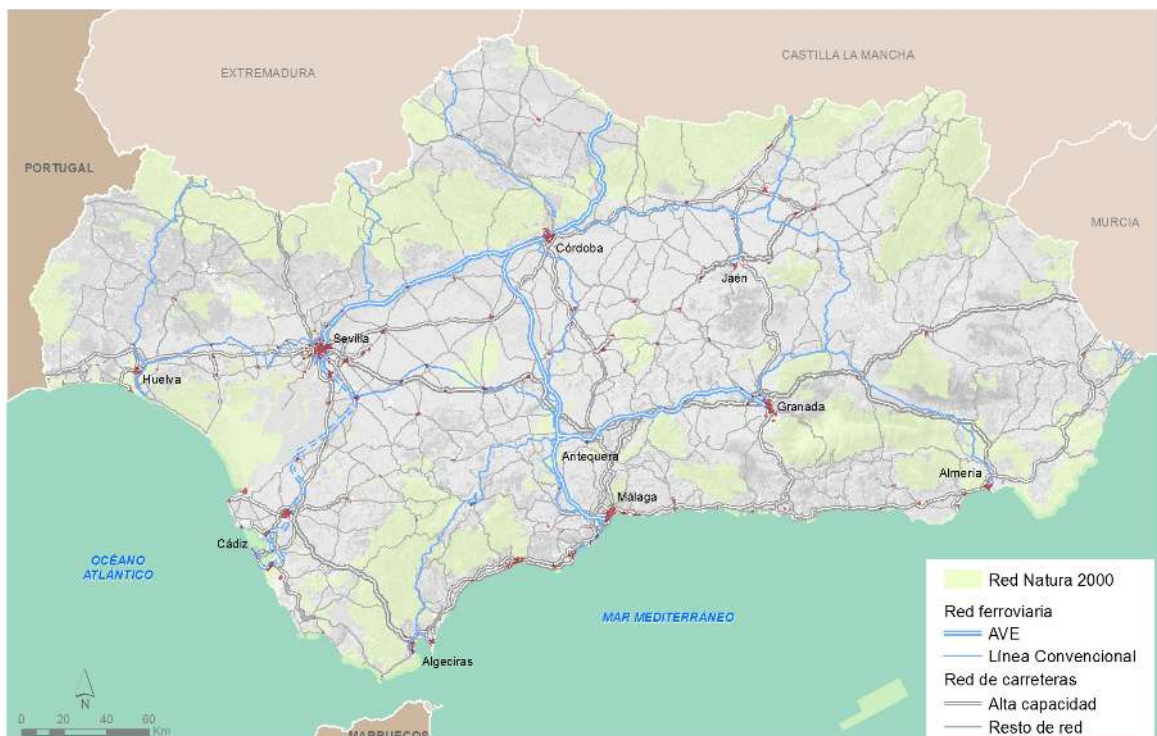 EXTREMADURA
CASTILLA LA MANCHA
PORTUGAL
MURCIA
Córdoba
Jaén
Sevilla
Huelva
Granada
Antequera
Almería
Málaga
Cádiz
OCÉANO
ATLÁNTICO
MAR MEDITERRÁNEO
Algeciras
MARRUECOS
N
0 20 40 60
Km
Red Natura 2000
Red ferroviaria
AVE
Línea Convencional
Red de carreteras
Alta capacidad
Resto de red